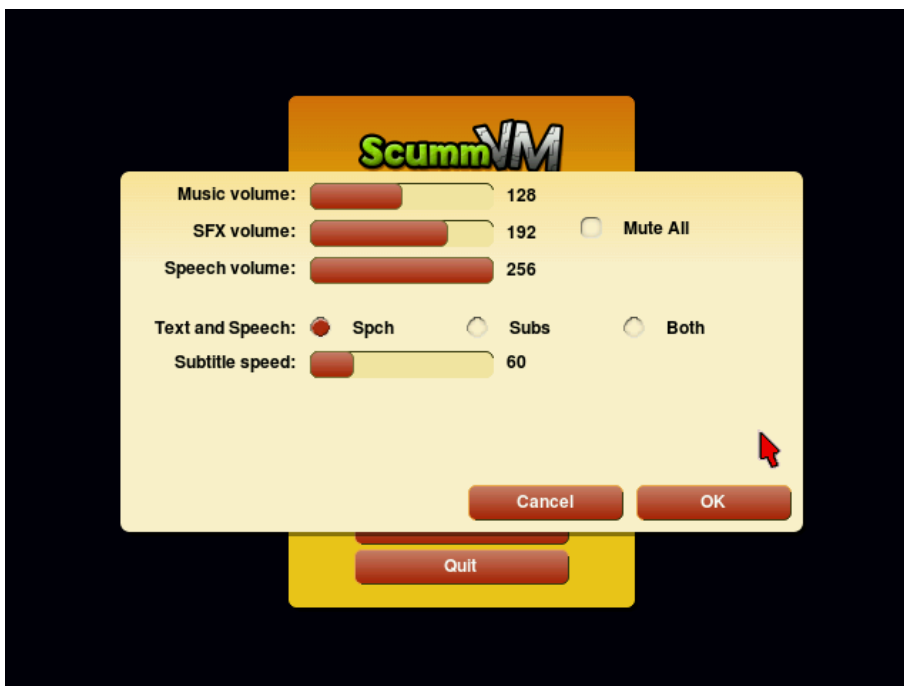 ScummVM
Music volume: 128
SFX volume: 192 Mute All
Speech volume: 256
Text and Speech: Spch Subs Both
Subtitle speed: 60
Cancel OK
Quit